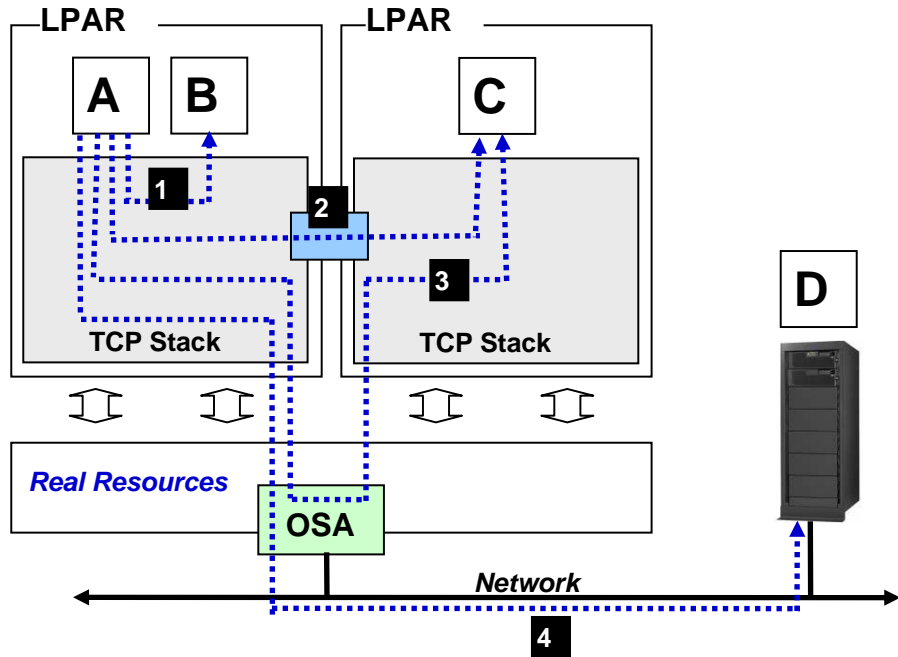 LPAR
LPAR
A
B
C
1
2
3
D
TCP Stack
TCP Stack
Real Resources
OSA
Network
4